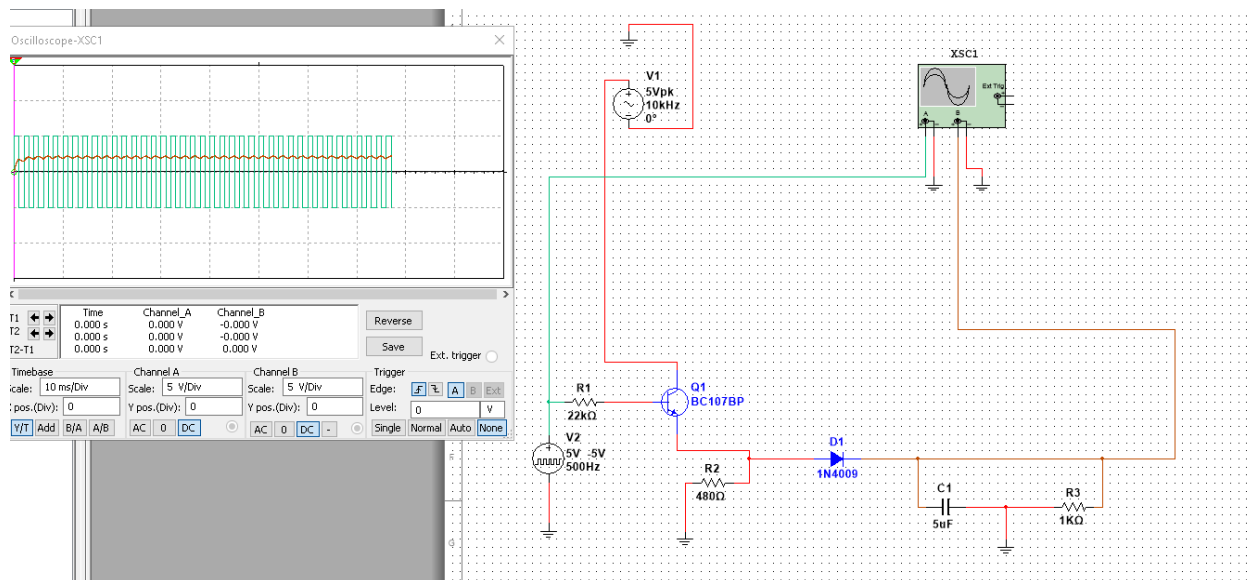 Oscilloscope-XSC1
Time Channel_A Channel_B
T1 0.000 s 0.000 V -0.000 V
T2 0.000 s 0.000 V -0.000 V
T2-T1 0.000 s 0.000 V 0.000 V
Reverse
Save
Ext. trigger
Timebase
Scale: 10 ms/Div
pos.(Div): 0
Y/T Add B/A A/B
Channel A
Scale: 5 V/Div
Y pos.(Div): 0
AC 0 DC
Channel B
Scale: 5 V/Div
Y pos.(Div): 0
AC 0 DC -
Trigger
Edge: A B Ext
Level: 0 V
Single Normal Auto None
V1
5Vpk
10kHz
0°
XSC1
Ext Trig
A B
R1
22kΩ
Q1
BC107BP
V2
5V -5V
500Hz
R2
480Ω
D1
1N4009
C1
5uF
R3
1KΩ
F
G